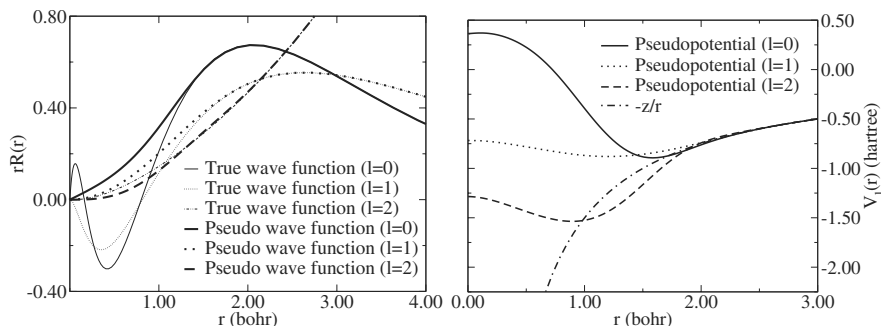 0.80
0.40
0.00
-0.40
rR(r)
True wave function (l=0)
True wave function (l=1)
True wave function (l=2)
Pseudo wave function (l=0)
Pseudo wave function (l=1)
Pseudo wave function (l=2)
1.00 2.00 3.00 4.00
r (bohr)
Pseudopotential (l=0)
Pseudopotential (l=1)
Pseudopotential (l=2)
-z/r
0.50
0.00
-0.50
-1.00
-1.50
-2.00
V_l(r) (hartree)
0.00 1.00 2.00 3.00
r (bohr)